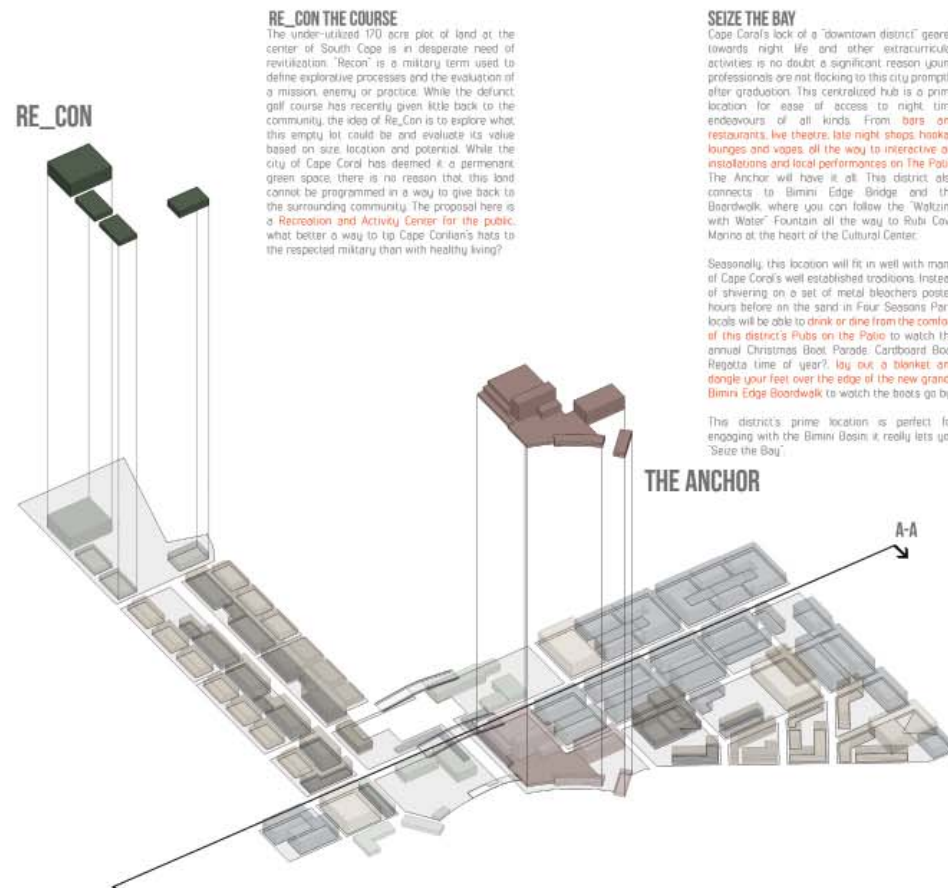 RE_CON THE COURSE
The under-utilized 170 acre plot of land at the
center of South Cape is in desperate need of
revitilization. "Recon" is a military term used to
define explorative processes and the evaluation of
a mission, enemy or practice. While the defunct
golf course has recently given little back to the
community, the idea of Re_Con is to explore what
this empty lot could be and evaluate its value
based on size, location and potential. While the
city of Cape Coral has deemed it a permenant
green space, there is no reason that this land
cannot be programmed in a way to give back to
the surrounding community. The proposal here is
a Recreation and Activity Center for the public,
what better a way to tip Cape Corilian's hats to
the respected military than with healthy living?
SEIZE THE BAY
Cape Coral's lack of a "downtown district" geare
towards night life and other extracurricula
activities is no doubt a significant reason youn
professionals are not flocking to this city prompt
after graduation. This centralized hub is a prim
location for ease of access to night tim
endeavours of all kinds. From bars an
restaurants, live theatre, late night shops, hooka
lounges and vapes, all the way to interactive a
installations and local performances on The Pati
The Anchor will have it all. This district als
connects to Bimini Edge Bridge and th
Boardwalk, where you can follow the "Waltzin
with Water" Fountain all the way to Rubi Cov
Marina at the heart of the Cultural Center.
Seasonally, this location will fit in well with man
of Cape Coral's well established traditions. Instea
of shivering on a set of metal bleachers poste
hours before on the sand in Four Seasons Par
locals will be able to drink or dine from the comfo
of this district's Pubs on the Patio to watch th
annual Christmas Boat Parade. Cardboard Boa
Regatta time of year?, lay out a blanket an
dangle your feet over the edge of the new grand
Bimini Edge Boardwalk to watch the boats go by
This district's prime location is perfect fo
engaging with the Bimini Basin; it really lets yo
"Seize the Bay".
RE_CON
THE ANCHOR
A-A